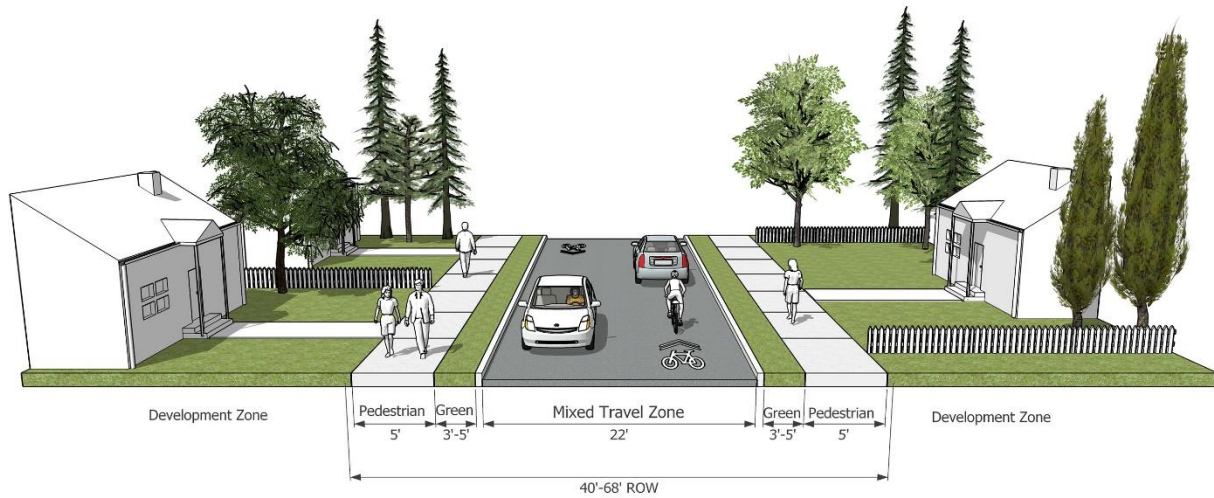 Development Zone
Pedestrian
Green
Mixed Travel Zone
Green
Pedestrian
Development Zone
5'
3'-5'
22'
3'-5'
5'
40'-68' ROW